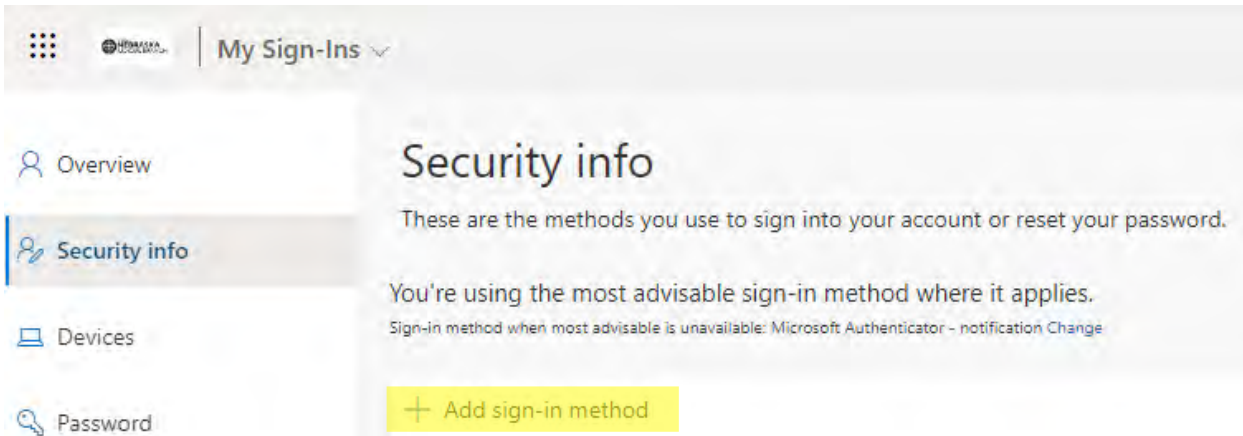 NEBRASKA
My Sign-Ins
Overview
Security info
Devices
Password
Security info
These are the methods you use to sign into your account or reset your password.
You're using the most advisable sign-in method where it applies.
Sign-in method when most advisable is unavailable: Microsoft Authenticator - notification Change
+ Add sign-in method